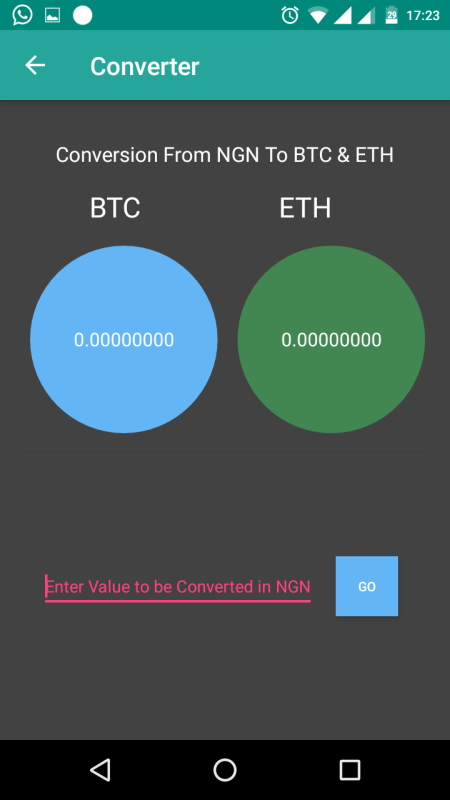 29 17:23
Converter
Conversion From NGN To BTC & ETH
BTC ETH
0.00000000 0.00000000
Enter Value to be Converted in NGN GO